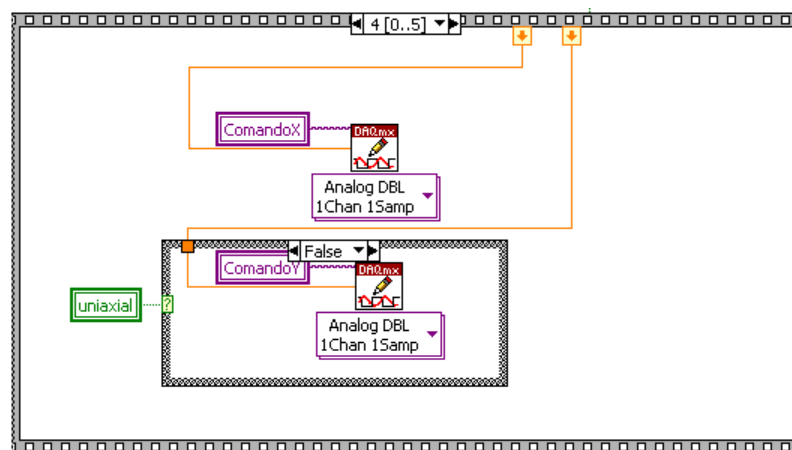 4 [0..5]
ComandoX
DAQmx
Analog DBL
1Chan 1Samp
False
ComandoY
DAQmx
uniaxial
?
Analog DBL
1Chan 1Samp